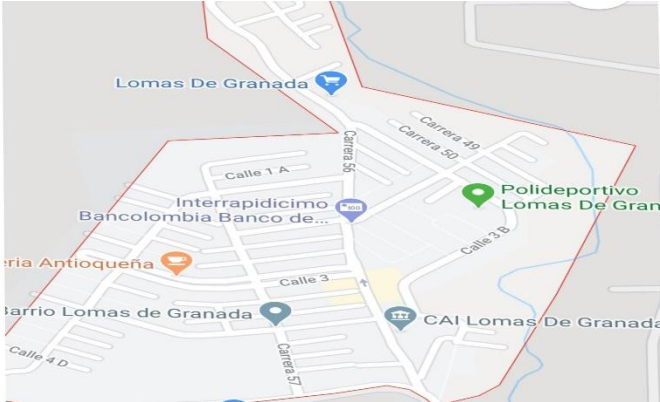 Lomas De Granada
Carrera 49
Carrera 50
Carrera 56
Calle 1 A
Polideportivo
Lomas De Gran
Interrapidicimo
Bancolombia Banco de...
Calle 3 B
eria Antioqueña
Calle 3
Barrio Lomas de Granada
CAI Lomas De Granada
Calle 4 D
Carrera 57